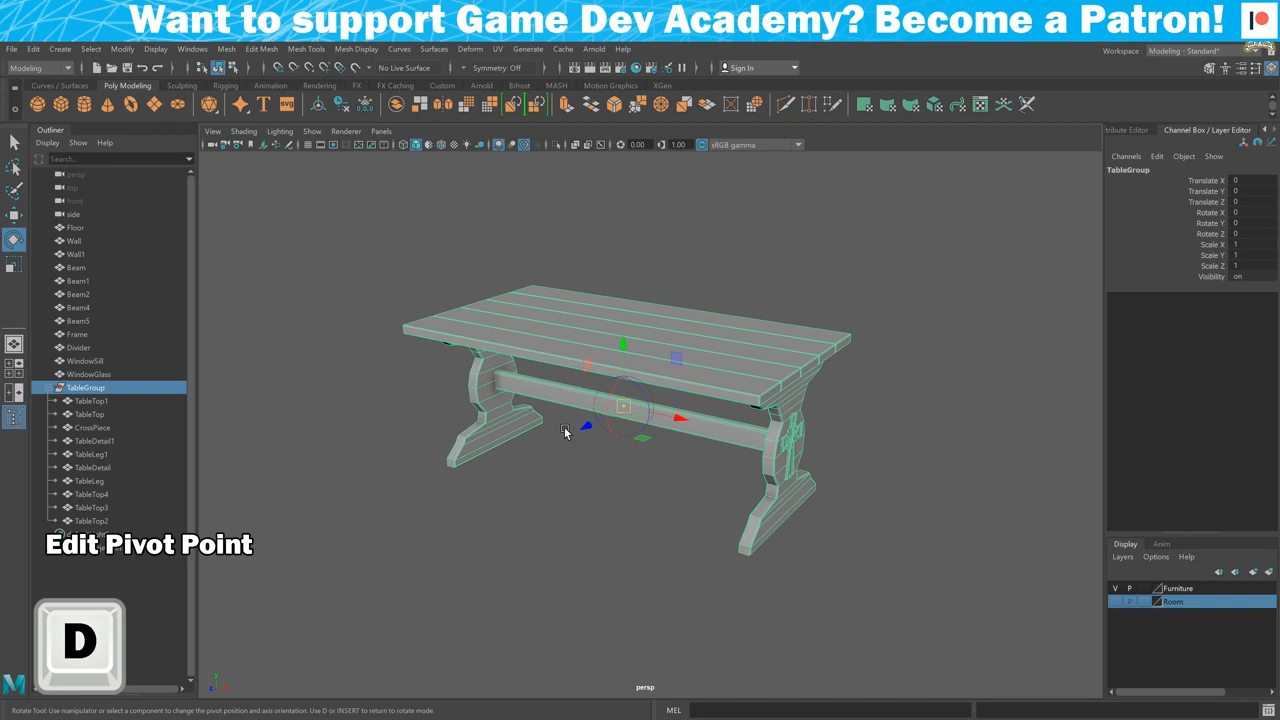 Want to support Game Dev Academy? Become a Patron!
File Edit Create Select Modify Display Windows Mesh Edit Mesh Mesh Tools Mesh Display Curves Surfaces Deform UV Generate Cache Arnold Help
Workspace : Modeling - Standard*
Modeling No Live Surface Symmetry: Off Sign In
Curves / Surfaces Poly Modeling Sculpting Rigging Animation Rendering FX FX Caching Custom Arnold Bifrost MASH Motion Graphics XGen
Outliner
Display Show Help
Search...
View Shading Lighting Show Renderer Panels
0.00 1.00 sRGB gamma
persp
top
front
side
Floor
Wall
Wall1
Beam
Beam1
Beam2
Beam4
Beam5
Frame
Divider
WindowSill
WindowGlass
TableGroup
TableTop1
TableTop
CrossPiece
TableDetail1
TableLeg1
TableDetail
TableLeg
TableTop4
TableTop3
TableTop2
Edit Pivot Point
D
persp
tribute Editor Channel Box / Layer Editor
Channels Edit Object Show
TableGroup
Translate X 0
Translate Y 0
Translate Z 0
Rotate X 0
Rotate Y 0
Rotate Z 0
Scale X 1
Scale Y 1
Scale Z 1
Visibility on
Display Anim
Layers Options Help
V P Furniture
P Room
Rotate Tool: Use manipulator or select a component to change the pivot position and axis orientation. Use D or INSERT to return to rotate mode.
MEL